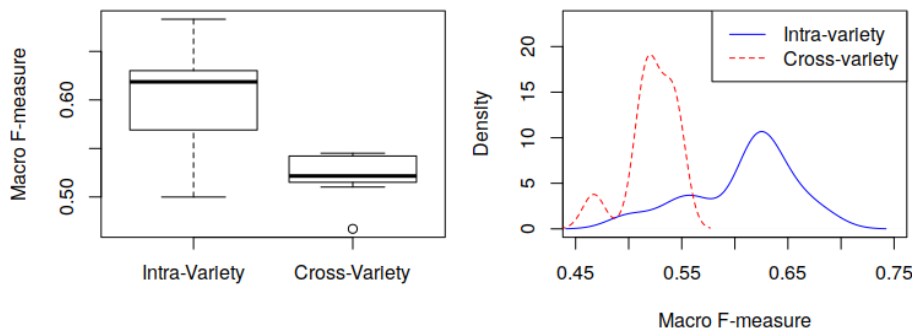 Macro F-measure
0.60
0.50
Intra-Variety
Cross-Variety
Density
20
15
10
5
0
Intra-variety
Cross-variety
0.45
0.55
0.65
0.75
Macro F-measure